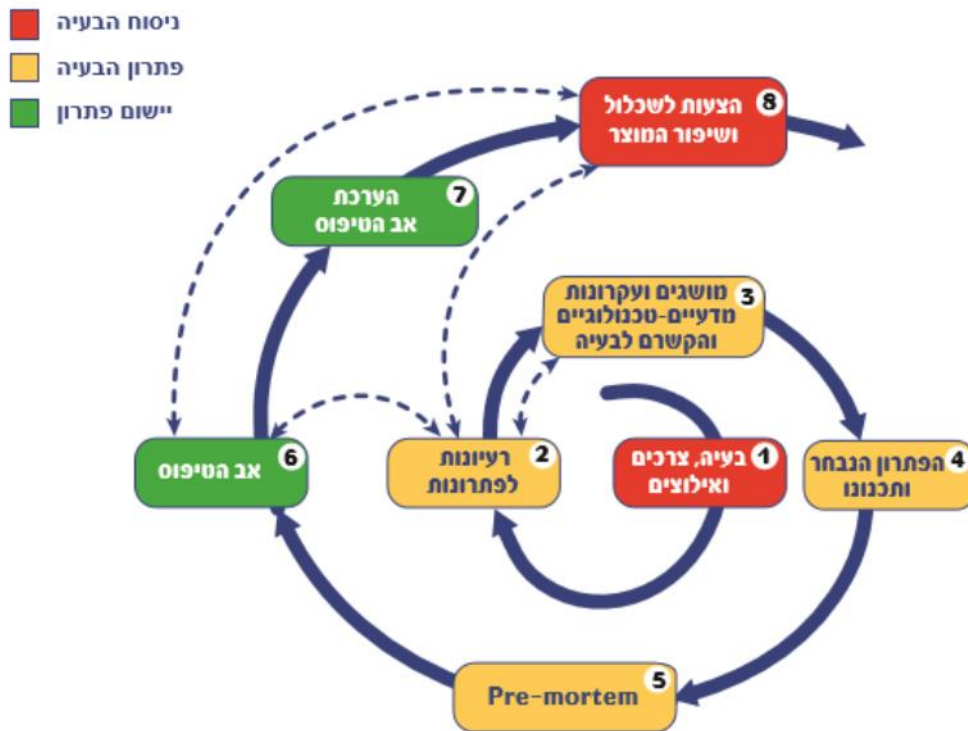 ניסוח הבעיה
פתרון הבעיה
יישום פתרון
8
הצעות לשכלול
ושיפור המוצר
7
הערכת
אב הטיפוס
3
מושגים ועקרונות
מדעיים-טכנולוגיים
והקשרם לבעיה
6
אב הטיפוס
2
רעיונות
לפתרונות
1
בעיה, צרכים
ואילוצים
4
הפתרון הנבחר
ותכנונו
5
Pre-mortem